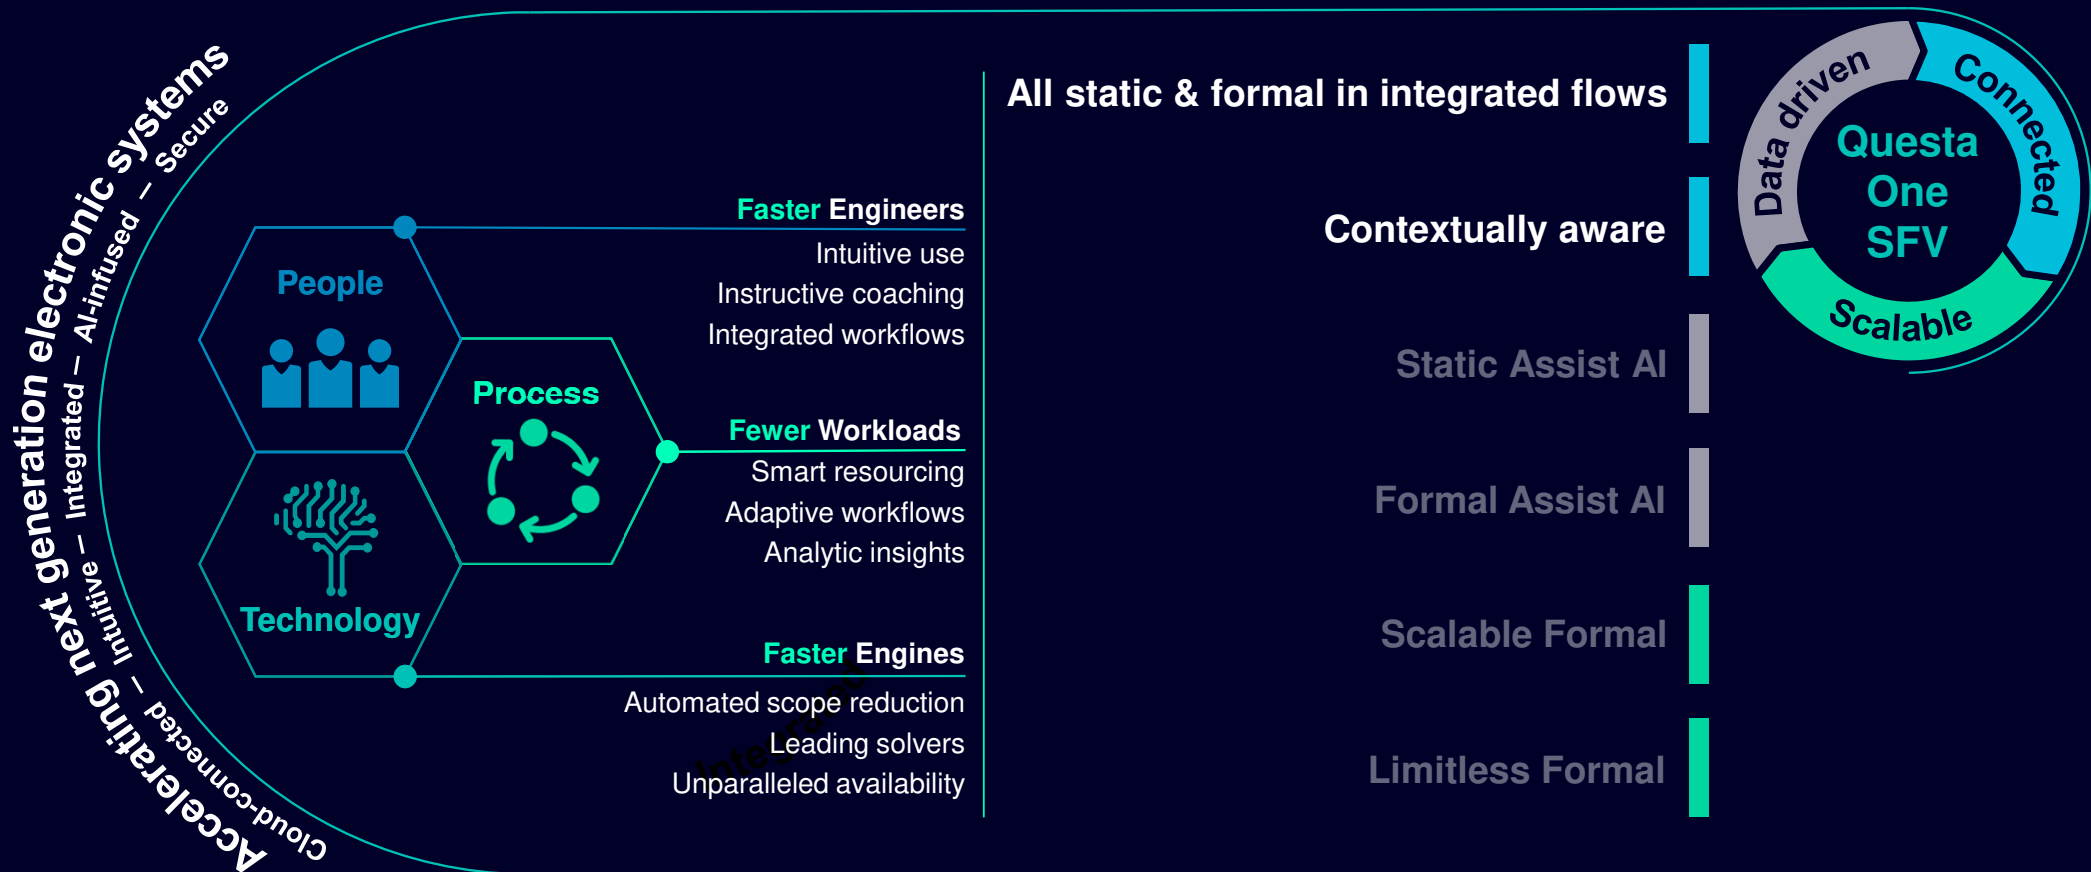 Acccelerating next generation electronic systems
Cloud-connected – Intuitive – Integrated – AI-infused – Secure
People
Process
Technology
Faster Engineers
Intuitive use
Instructive coaching
Integrated workflows
Fewer Workloads
Smart resourcing
Adaptive workflows
Analytic insights
Faster Engines
Automated scope reduction
Leading solvers
Unparalleled availability
Integrated
All static & formal in integrated flows
Contextually aware
Static Assist AI
Formal Assist AI
Scalable Formal
Limitless Formal
Data driven
Connected
Scalable
Questa
One
SFV